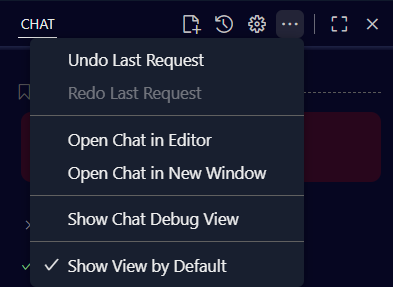 CHAT
Undo Last Request
Redo Last Request
Open Chat in Editor
Open Chat in New Window
Show Chat Debug View
Show View by Default